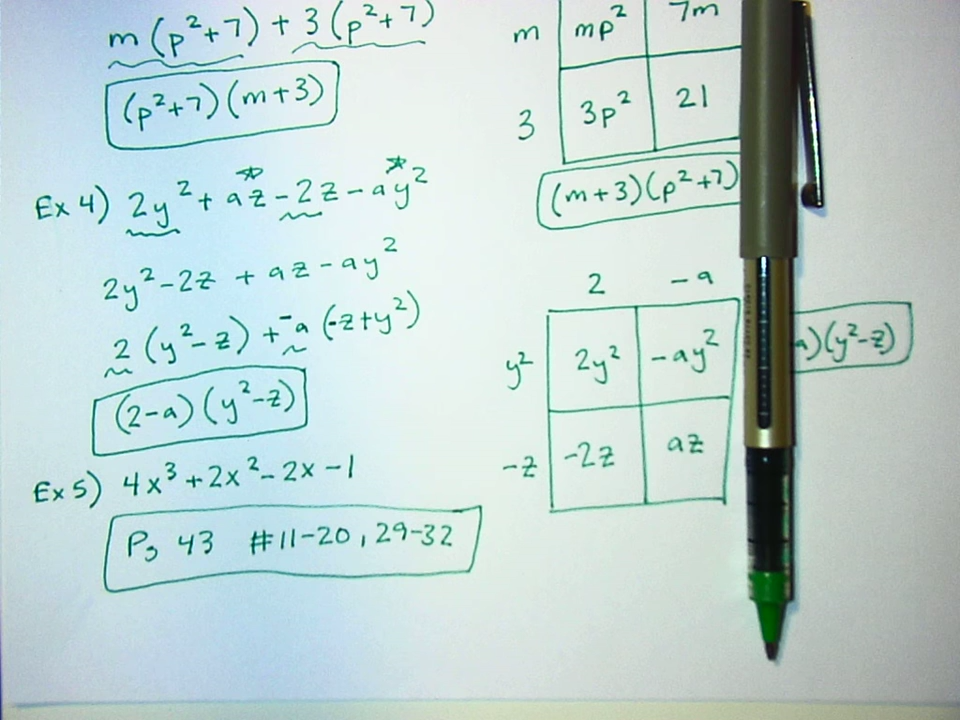 m(p²+7) + 3(p²+7)
(p²+7)(m+3)
Ex 4) 2y² + az - 2z - ay²
2y² - 2z + az - ay²
2(y² - z) + -a(-z + y²)
(2-a)(y²-z)
Ex 5) 4x³ + 2x² - 2x - 1
Pg 43 #11-20, 29-32
m mp² 7m
3 3p² 21
(m+3)(p²+7)
2 -a
y² 2y² -ay²
-z -2z az
a)(y²-z)